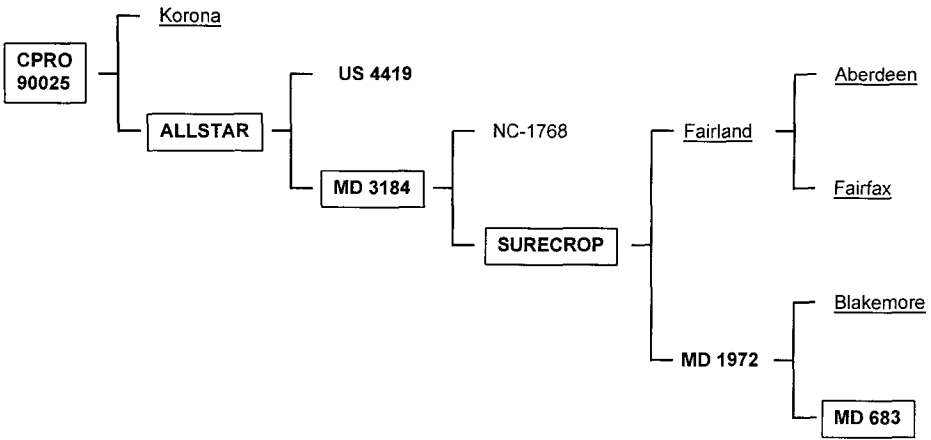 Korona
CPRO
90025
US 4419
Aberdeen
ALLSTAR
NC-1768
Fairland
MD 3184
Fairfax
SURECROP
Blakemore
MD 1972
MD 683